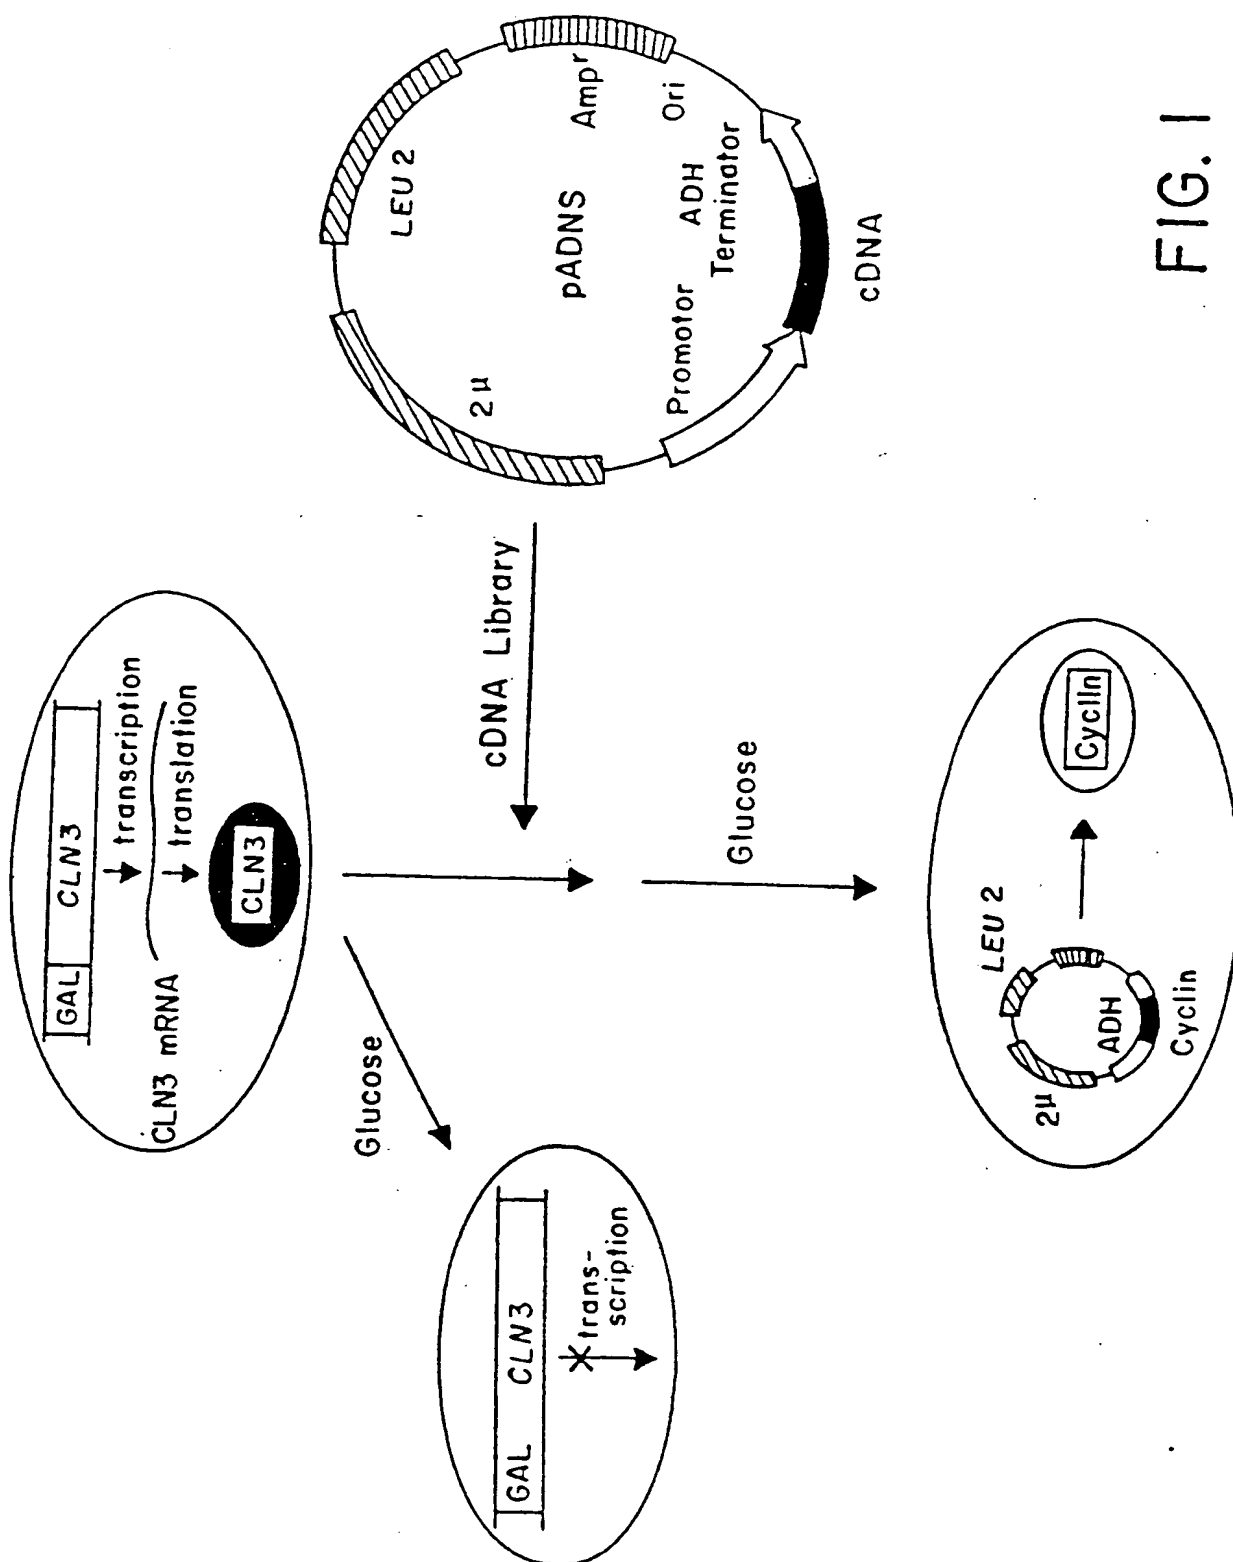 GAL CLN3
transcription
CLN3 mRNA
translation
CLN3
Glucose
GAL CLN3
trans-
scription
cDNA Library
Glucose
2μ
LEU 2
pADNS
Amp^r
Ori
Promotor
ADH
Terminator
cDNA
2μ
LEU 2
ADH
Cyclin
Cyclin
FIG. 1